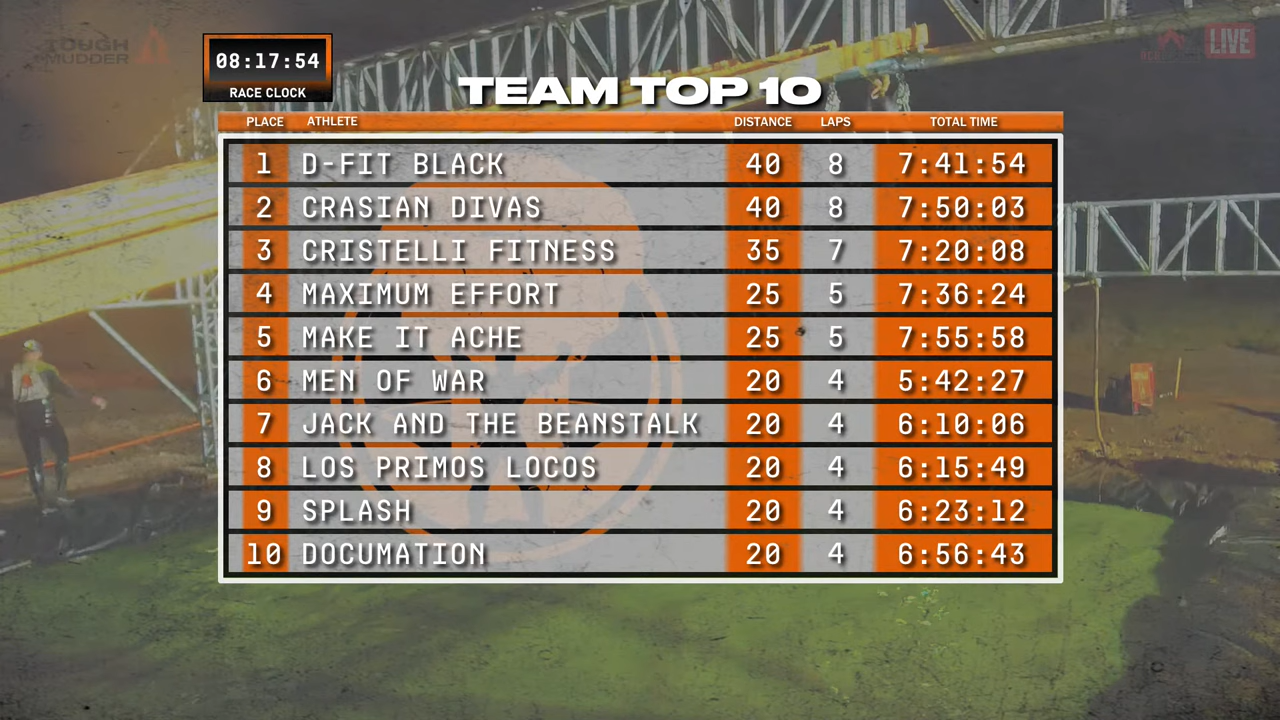 TOUGH
MUDDER
08:17:54
RACE CLOCK
LIVE
TEAM TOP 10
PLACE ATHLETE DISTANCE LAPS TOTAL TIME
1 D-FIT BLACK 40 8 7:41:54
2 CRASIAN DIVAS 40 8 7:50:03
3 CRISTELLI FITNESS 35 7 7:20:08
4 MAXIMUM EFFORT 25 5 7:36:24
5 MAKE IT ACHE 25 5 7:55:58
6 MEN OF WAR 20 4 5:42:27
7 JACK AND THE BEANSTALK 20 4 6:10:06
8 LOS PRIMOS LOCOS 20 4 6:15:49
9 SPLASH 20 4 6:23:12
10 DOCUMATION 20 4 6:56:43